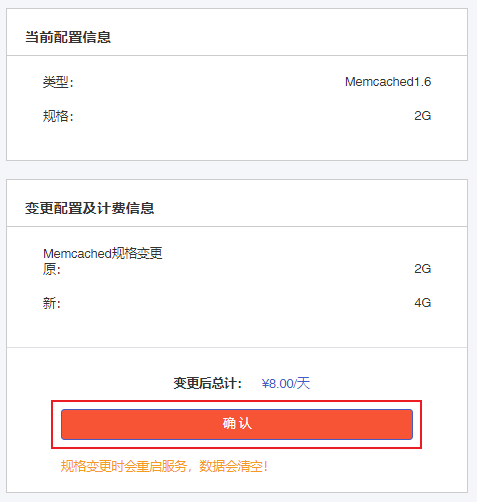 当前配置信息
类型： Memcached1.6
规格： 2G
变更配置及计费信息
Memcached规格变更
原： 2G
新： 4G
变更后总计： ¥8.00/天
确认
规格变更时会重启服务，数据会清空！